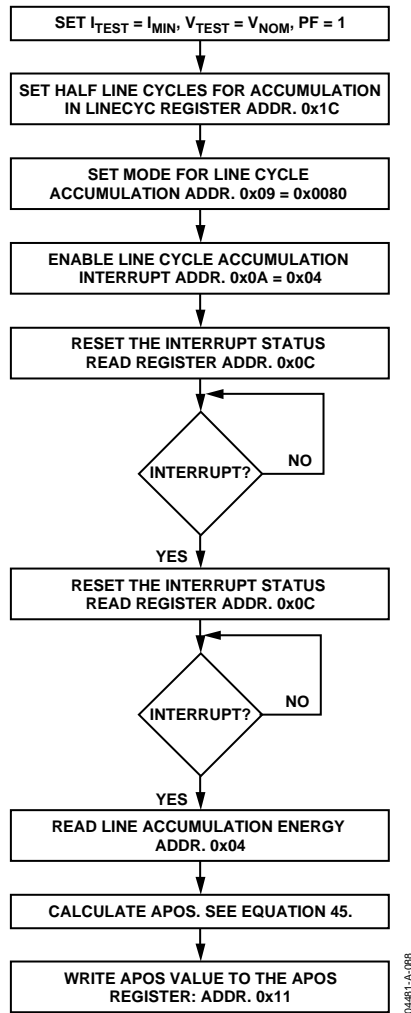 SET ITEST = IMIN, VTEST = VNOM, PF = 1
SET HALF LINE CYCLES FOR ACCUMULATION
IN LINECYC REGISTER ADDR. 0x1C
SET MODE FOR LINE CYCLE
ACCUMULATION ADDR. 0x09 = 0x0080
ENABLE LINE CYCLE ACCUMULATION
INTERRUPT ADDR. 0x0A = 0x04
RESET THE INTERRUPT STATUS
READ REGISTER ADDR. 0x0C
INTERRUPT?
NO
YES
RESET THE INTERRUPT STATUS
READ REGISTER ADDR. 0x0C
INTERRUPT?
NO
YES
READ LINE ACCUMULATION ENERGY
ADDR. 0x04
CALCULATE APOS. SEE EQUATION 45.
WRITE APOS VALUE TO THE APOS
REGISTER: ADDR. 0x11
04481-A-088